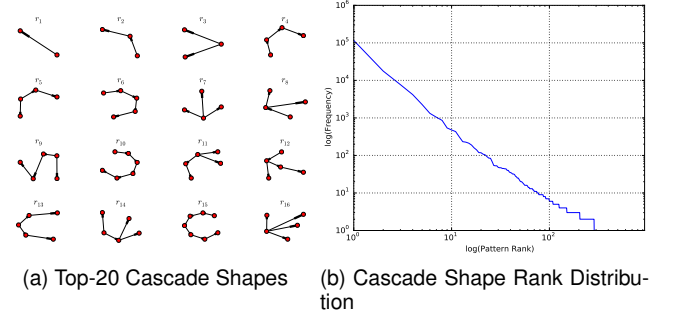 r1 r2 r3 r4
r5 r6 r7 r8
r9 r10 r11 r12
r13 r14 r15 r16
(a) Top-20 Cascade Shapes
10^6
10^5
10^4
10^3
10^2
10^1
10^0
log(Frequency)
10^0 10^1 10^2
log(Pattern Rank)
(b) Cascade Shape Rank Distribu-
tion